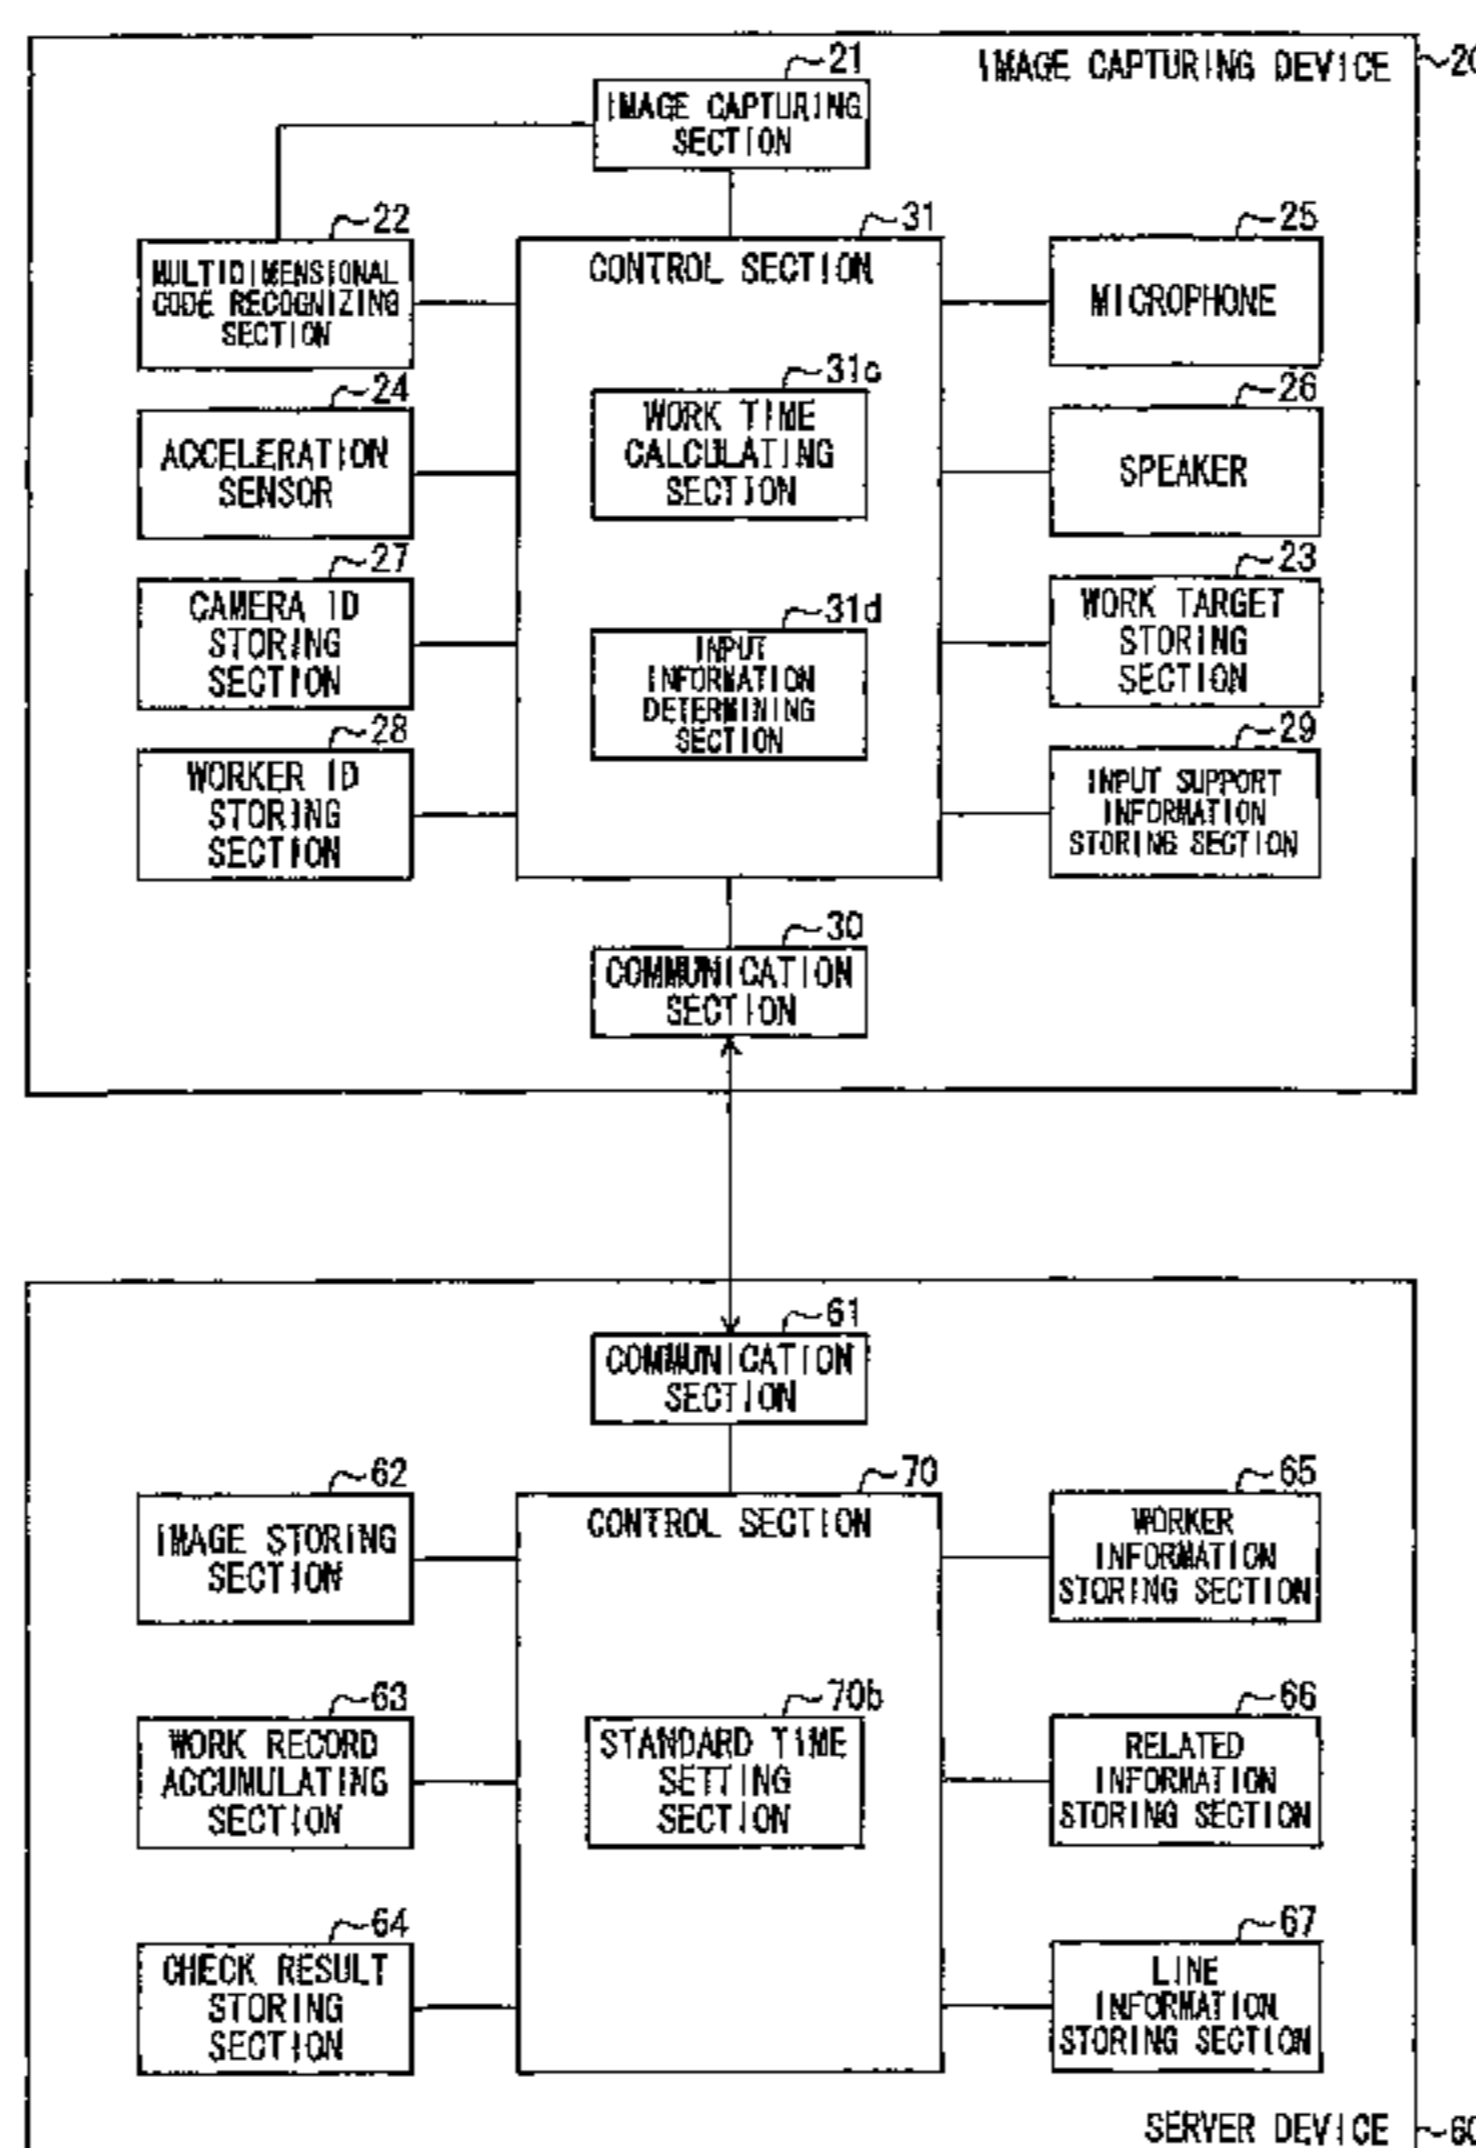 IMAGE CAPTURING DEVICE
20
21
IMAGE CAPTURING
SECTION
22
MULTIDIMENSIONAL
CODE RECOGNIZING
SECTION
31
CONTROL SECTION
25
MICROPHONE
24
ACCELERATION
SENSOR
31c
WORK TIME
CALCULATING
SECTION
26
SPEAKER
27
CAMERA ID
STORING
SECTION
31d
INPUT
INFORMATION
DETERMINING
SECTION
23
WORK TARGET
STORING
SECTION
28
WORKER ID
STORING
SECTION
29
INPUT SUPPORT
INFORMATION
STORING SECTION
30
COMMUNICATION
SECTION
61
COMMUNICATION
SECTION
62
IMAGE STORING
SECTION
70
CONTROL SECTION
65
WORKER
INFORMATION
STORING SECTION
63
WORK RECORD
ACCUMULATING
SECTION
70b
STANDARD TIME
SETTING
SECTION
66
RELATED
INFORMATION
STORING SECTION
64
CHECK RESULT
STORING
SECTION
67
LINE
INFORMATION
STORING SECTION
SERVER DEVICE
60